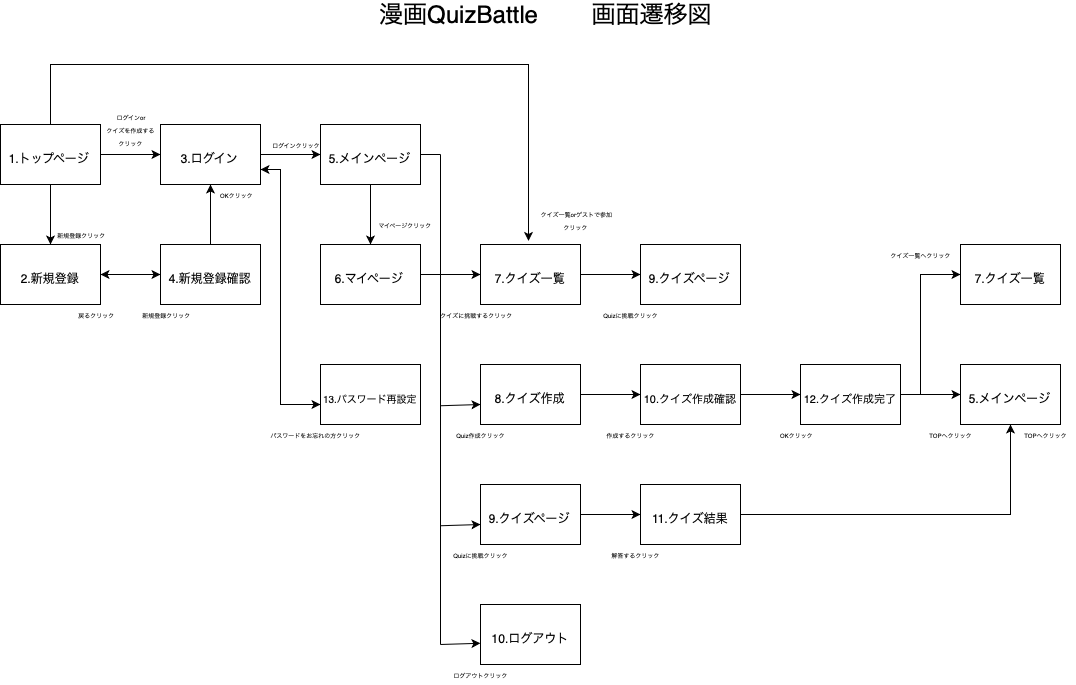 漫画QuizBattle　　画面遷移図
ログインor
クイズを作成する
クリック
1.トップページ
3.ログイン
ログインクリック
5.メインページ
OKクリック
新規登録クリック
マイページクリック
クイズ一覧orゲストで参加
クリック
2.新規登録
4.新規登録確認
6.マイページ
7.クイズ一覧
9.クイズページ
クイズ一覧へクリック
7.クイズ一覧
戻るクリック
新規登録クリック
クイズに挑戦するクリック
Quizに挑戦クリック
13.パスワード再設定
8.クイズ作成
10.クイズ作成確認
12.クイズ作成完了
5.メインページ
パスワードをお忘れの方クリック
Quiz作成クリック
作成するクリック
OKクリック
TOPへクリック
TOPへクリック
9.クイズページ
11.クイズ結果
Quizに挑戦クリック
解答するクリック
10.ログアウト
ログアウトクリック